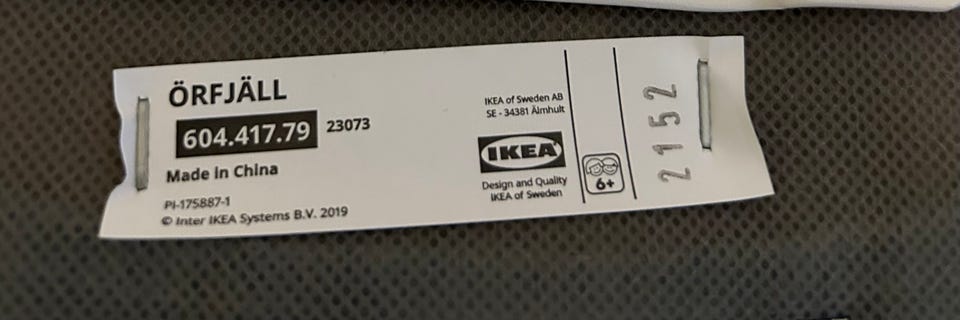 ÖRFJÄLL
604.417.79 23073
Made in China
PI-175887-1
© Inter IKEA Systems B.V. 2019
IKEA of Sweden AB
SE - 34381 Älmhult
IKEA
Design and Quality
IKEA of Sweden
6+
2152